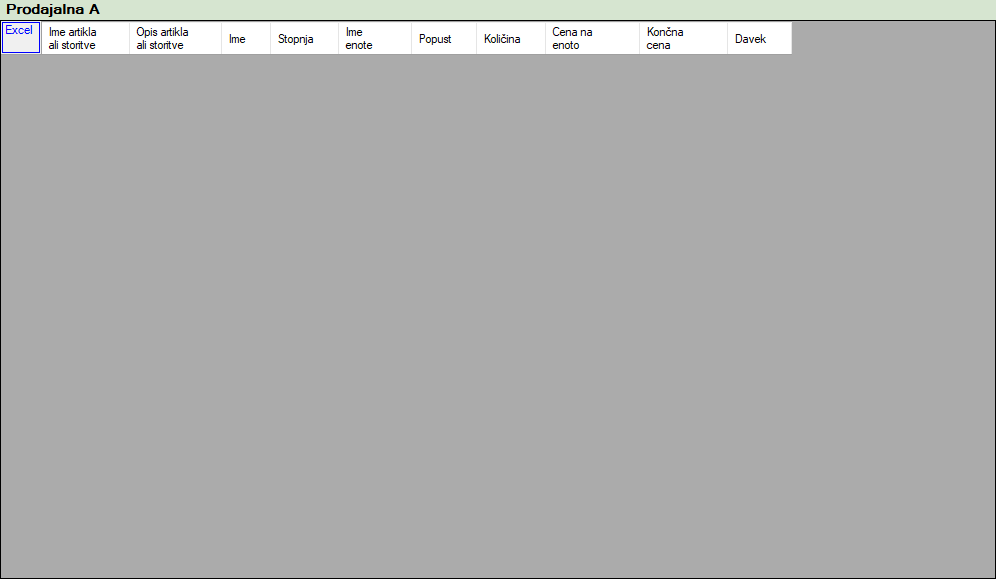 Prodajalna A
Excel
Ime artikla
ali storitve
Opis artikla
ali storitve
Ime
Stopnja
Ime
enote
Popust
Količina
Cena na
enoto
Končna
cena
Davek